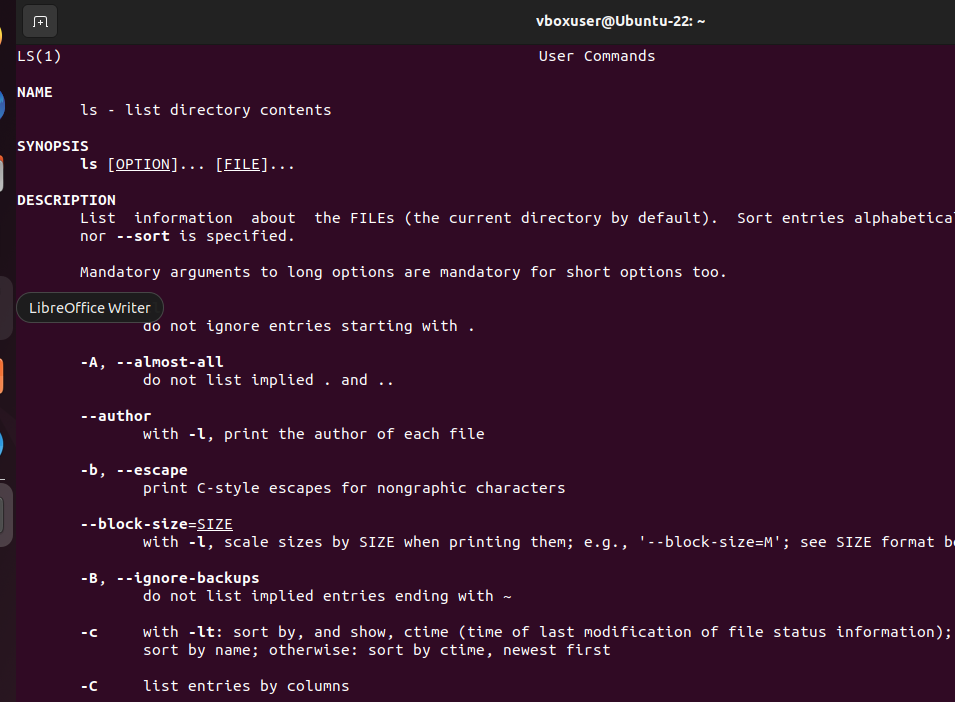 vboxuser@Ubuntu-22: ~
LS(1) User Commands
NAME
ls - list directory contents
SYNOPSIS
ls [OPTION]... [FILE]...
DESCRIPTION
List information about the FILEs (the current directory by default). Sort entries
nor --sort is specified.
Mandatory arguments to long options are mandatory for short options too.
LibreOffice Writer
do not ignore entries starting with .
-A, --almost-all
do not list implied . and ..
--author
with -l, print the author of each file
-b, --escape
print C-style escapes for nongraphic characters
--block-size=SIZE
with -l, scale sizes by SIZE when printing them; e.g., '--block-size=M'; see SIZE format
-B, --ignore-backups
do not list implied entries ending with ~
-c with -lt: sort by, and show, ctime (time of last modification of file status information);
sort by name; otherwise: sort by ctime, newest first
-C list entries by columns